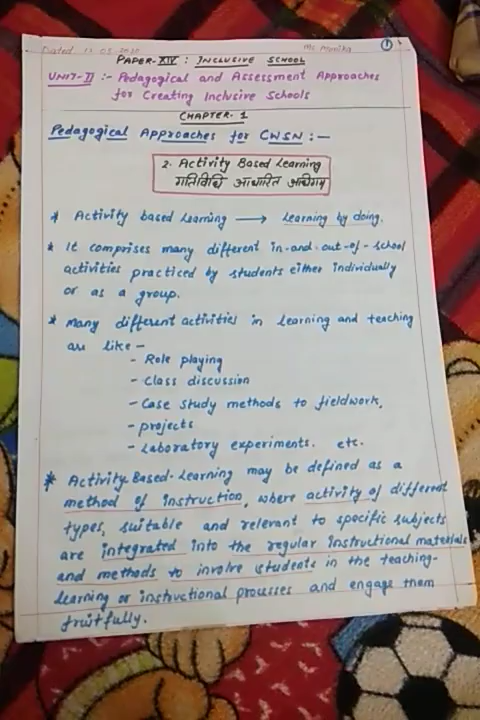 Dated 11-05-2020 Ms. Monika 1
PAPER-XIV : INCLUSIVE SCHOOL
UNIT-II :- Pedagogical and Assessment Approaches
for Creating Inclusive Schools
CHAPTER-1
Pedagogical Approaches for CWSN :-
2. Activity Based Learning
गतिविधि आधारित अधिगम
* Activity based learning → Learning by doing.
* It comprises many different in-and-out-of-school
activities practiced by students either individually
or as a group.
* Many different activities in learning and teaching
are like -
- Role playing
- Class discussion
- Case study methods to fieldwork,
- projects
- Laboratory experiments. etc.
* Activity-Based-Learning may be defined as a
method of instruction, where activity of different
types, suitable and relevant to specific subjects
are integrated into the regular instructional materials
and methods to involve students in the teaching-
learning or instructional processes and engage them
fruitfully.